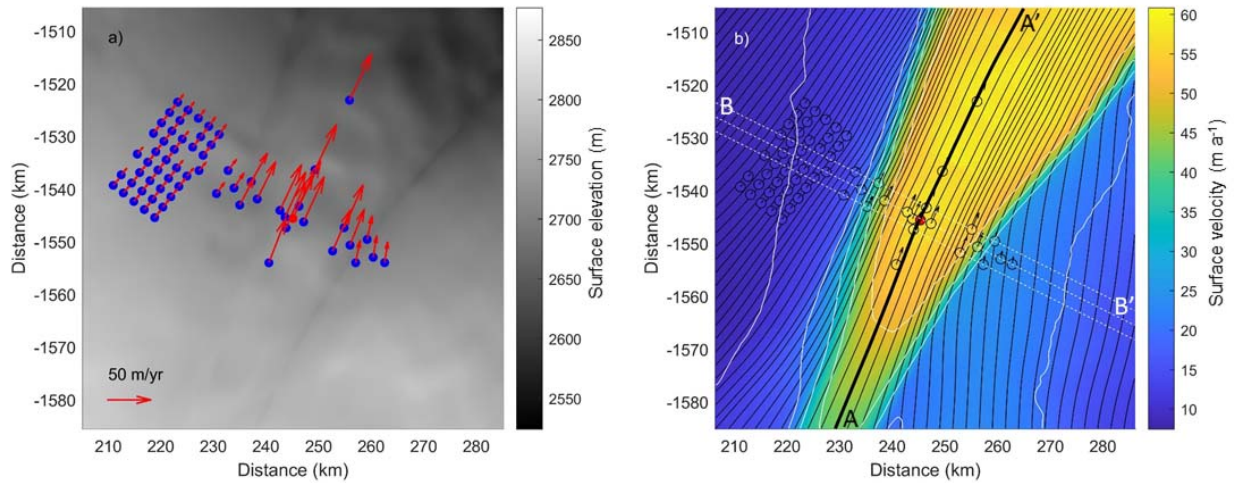 a)
-1510
-1520
-1530
-1540
-1550
-1560
-1570
-1580
Distance (km)
50 m/yr
210 220 230 240 250 260 270 280
Distance (km)
2850
2800
2750
2700
2650
2600
2550
Surface elevation (m)
b)
A'
B
B'
A
-1510
-1520
-1530
-1540
-1550
-1560
-1570
-1580
Distance (km)
210 220 230 240 250 260 270 280
Distance (km)
60
55
50
45
40
35
30
25
20
15
10
Surface velocity (m a⁻¹)